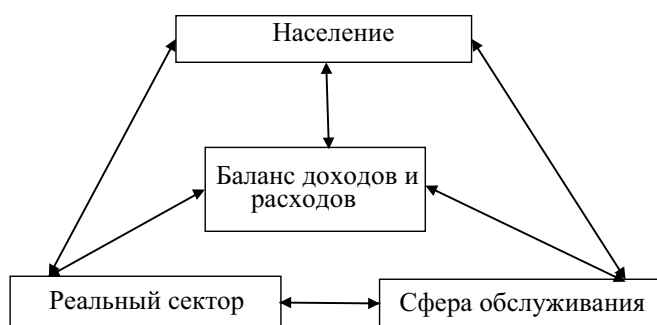 Население
Баланс доходов и
расходов
Реальный сектор
Сфера обслуживания